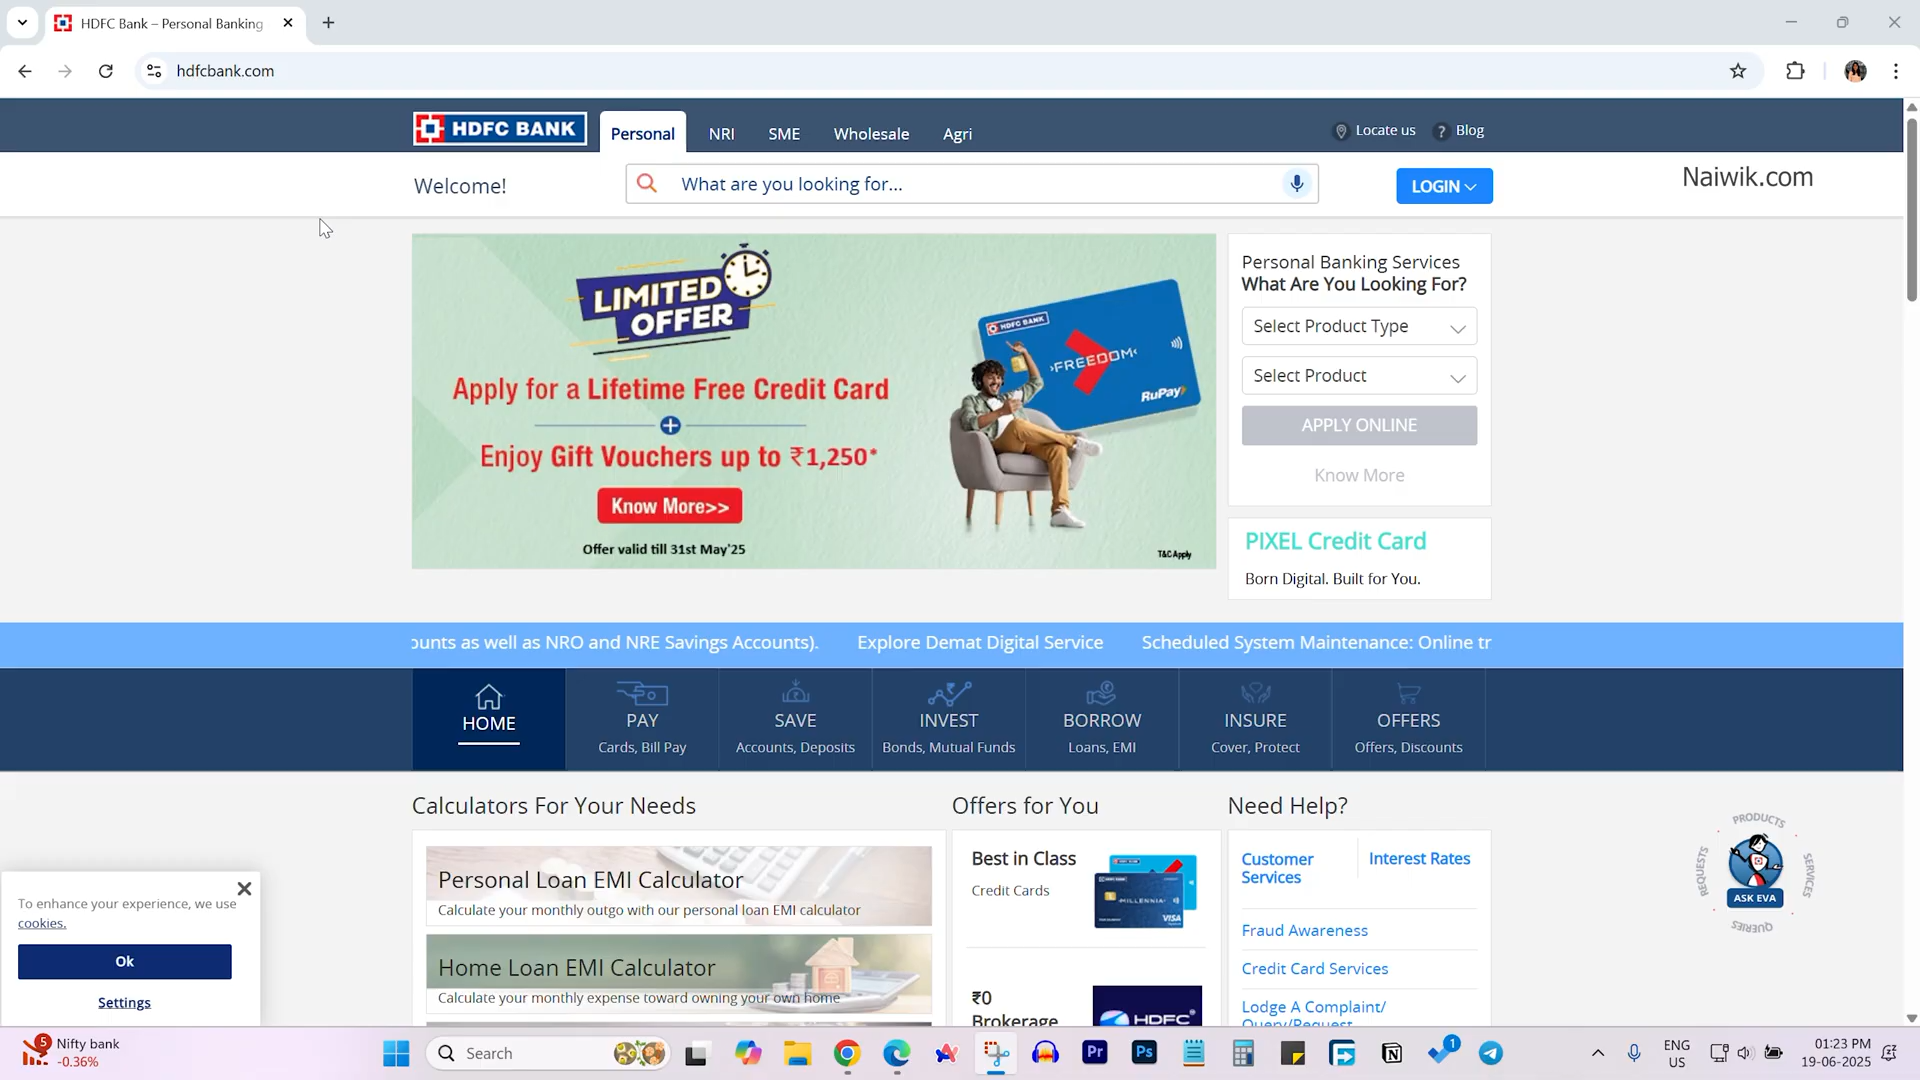 HDFC Bank – Personal Banking
hdfcbank.com
HDFC BANK
Personal
NRI
SME
Wholesale
Agri
Locate us
? Blog
Welcome!
What are you looking for...
LOGIN
Naiwik.com
LIMITED
OFFER
Apply for a Lifetime Free Credit Card
Enjoy Gift Vouchers up to ₹1,250*
Know More>>
Offer valid till 31st May'25
T&C Apply
HDFC BANK
FREEDOM
RuPay
Personal Banking Services
What Are You Looking For?
Select Product Type
Select Product
APPLY ONLINE
Know More
PIXEL Credit Card
Born Digital. Built for You.
ounts as well as NRO and NRE Savings Accounts).
Explore Demat Digital Service
Scheduled System Maintenance: Online tr
HOME
PAY
Cards, Bill Pay
SAVE
Accounts, Deposits
INVEST
Bonds, Mutual Funds
BORROW
Loans, EMI
INSURE
Cover, Protect
OFFERS
Offers, Discounts
Calculators For Your Needs
Personal Loan EMI Calculator
Calculate your monthly outgo with our personal loan EMI calculator
Home Loan EMI Calculator
Calculate your monthly expense toward owning your own home
Offers for You
Best in Class
Credit Cards
MILLENNIA
VISA
₹0
Brokerage
HDFC
Need Help?
Customer
Services
Interest Rates
Fraud Awareness
Credit Card Services
Lodge A Complaint/
Query/Request
PRODUCTS
SERVICES
QUERIES
REQUESTS
ASK EVA
To enhance your experience, we use
cookies.
Ok
Settings
5
Nifty bank
-0.36%
Search
Pr
Ps
1
ENG
US
01:23 PM
19-06-2025